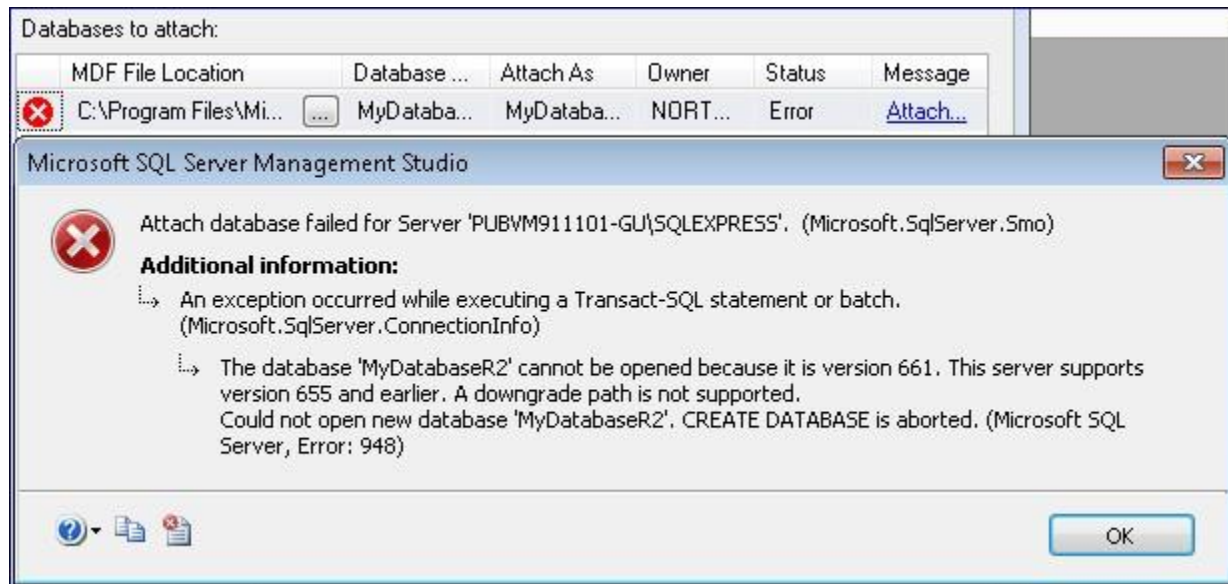 Databases to attach:
MDF File Location Database ... Attach As Owner Status Message
C:\Program Files\Mi... ... MyDataba... MyDataba... NORT... Error Attach...
Microsoft SQL Server Management Studio
Attach database failed for Server 'PUBVM911101-GU\SQLEXPRESS'. (Microsoft.SqlServer.Smo)
Additional information:
An exception occurred while executing a Transact-SQL statement or batch.
(Microsoft.SqlServer.ConnectionInfo)
The database 'MyDatabaseR2' cannot be opened because it is version 661. This server supports
version 655 and earlier. A downgrade path is not supported.
Could not open new database 'MyDatabaseR2'. CREATE DATABASE is aborted. (Microsoft SQL
Server, Error: 948)
OK